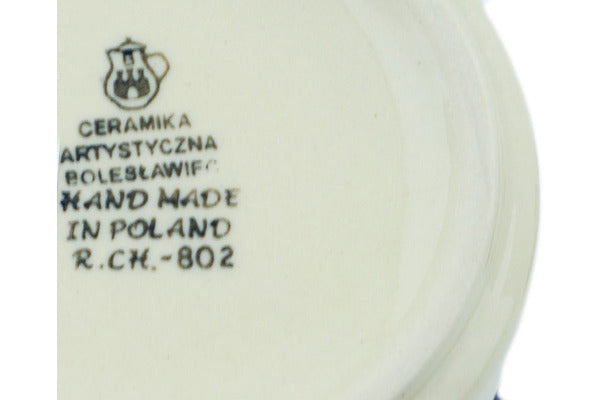 CERAMIKA
ARTYSTYCZNA
BOLESŁAWIEC
HAND MADE
IN POLAND
R.CH.-802